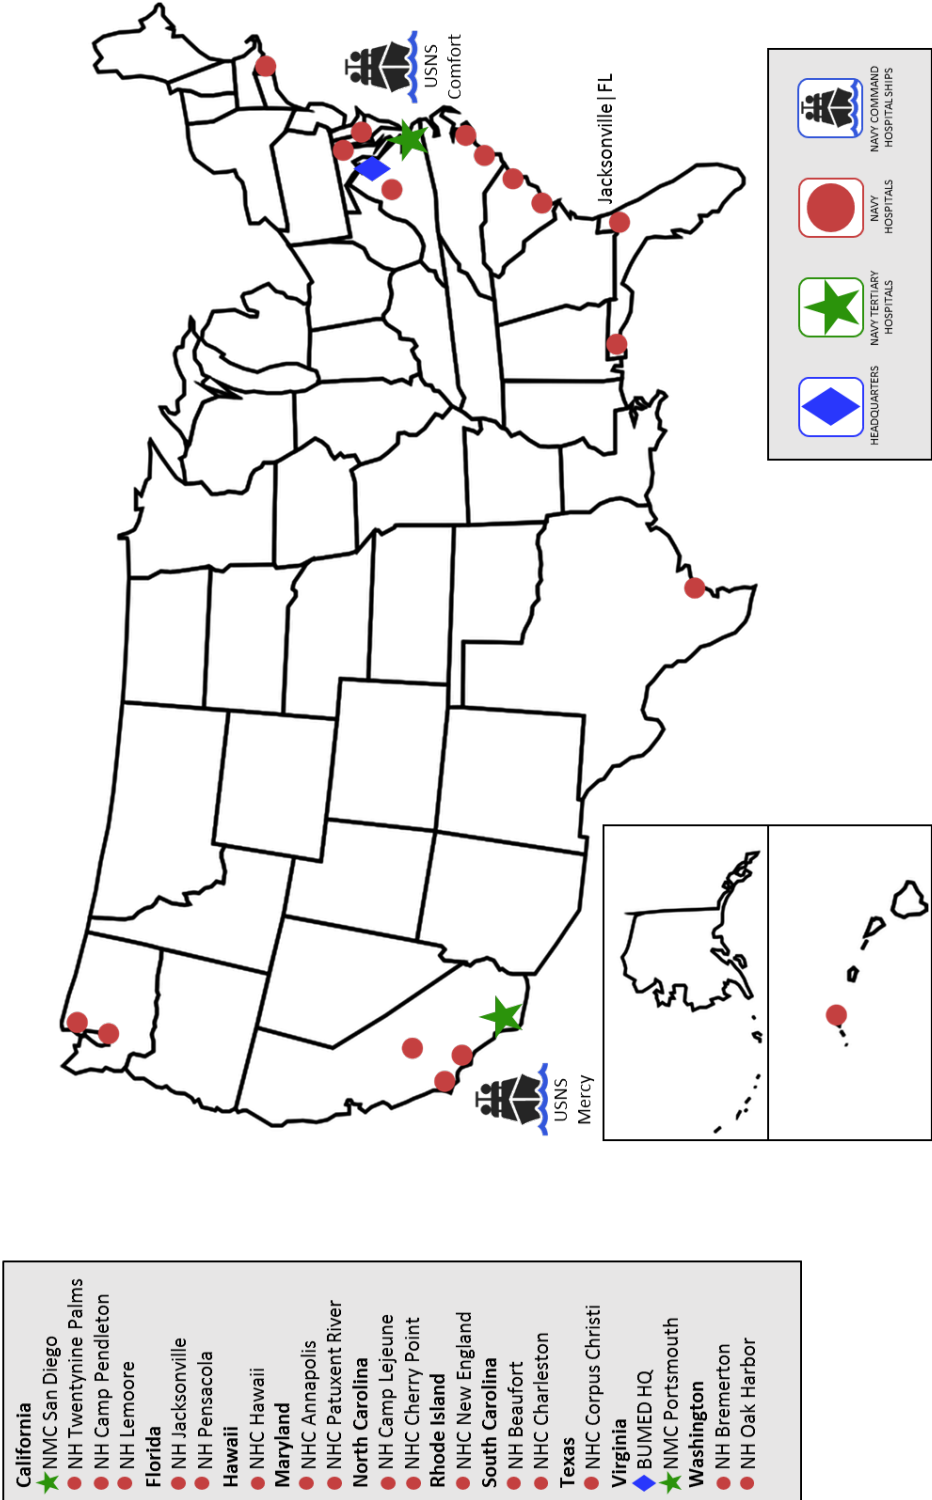 California
NMC San Diego
NH Twentynine Palms
NH Camp Pendleton
NH Lemoore
Florida
NH Jacksonville
NH Pensacola
Hawaii
NHC Hawaii
Maryland
NHC Annapolis
NHC Patuxent River
North Carolina
NH Camp Lejeune
NHC Cherry Point
Rhode Island
NHC New England
South Carolina
NH Beaufort
NHC Charleston
Texas
NHC Corpus Christi
Virginia
BUMED HQ
NMC Portsmouth
Washington
NH Bremerton
NH Oak Harbor
USNS
Mercy
USNS
Comfort
Jacksonville | FL
HEADQUARTERS
NAVY TERTIARY
HOSPITALS
NAVY
HOSPITALS
NAVY COMMAND
HOSPITAL SHIPS